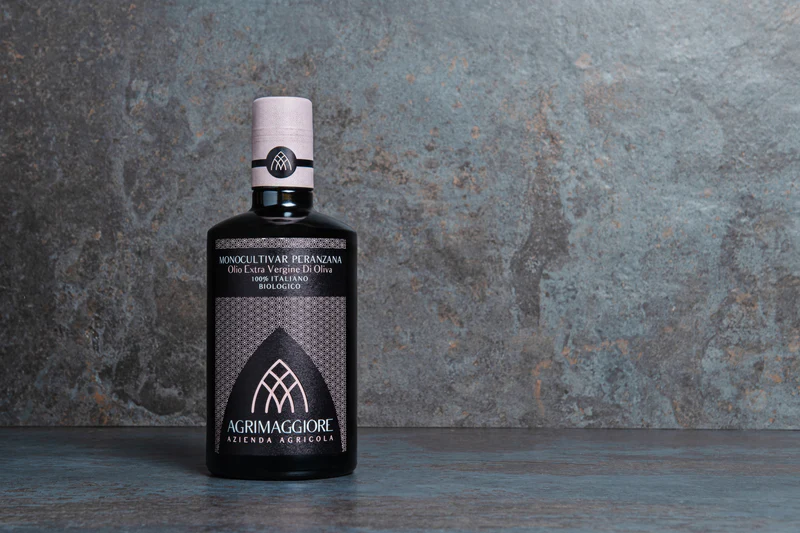 MONOCULTIVAR PERANZANA
Olio Extra Vergine Di Oliva
100% ITALIANO
BIOLOGICO
AGRIMAGGIORE
AZIENDA AGRICOLA